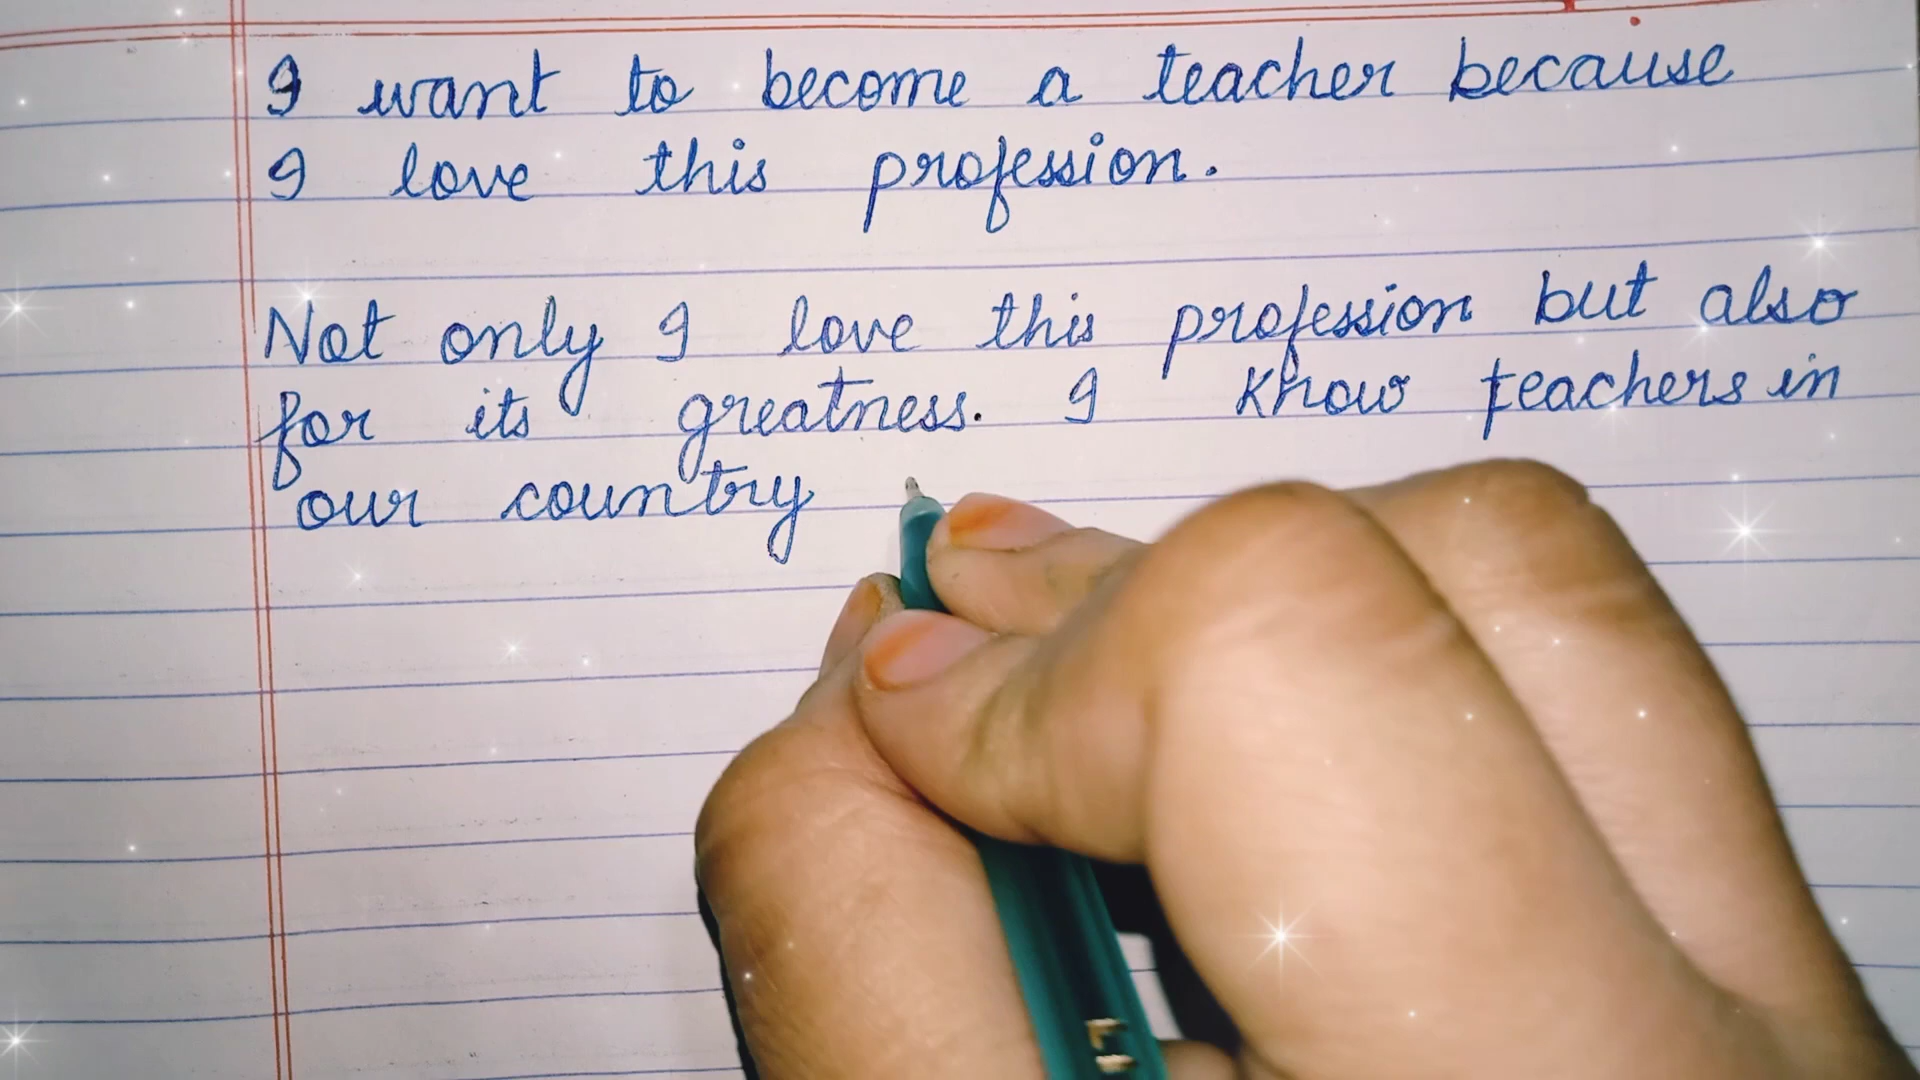 I want to become a teacher because
I love this profession.
Not only I love this profession but also
for its greatness. I know teachers in
our country